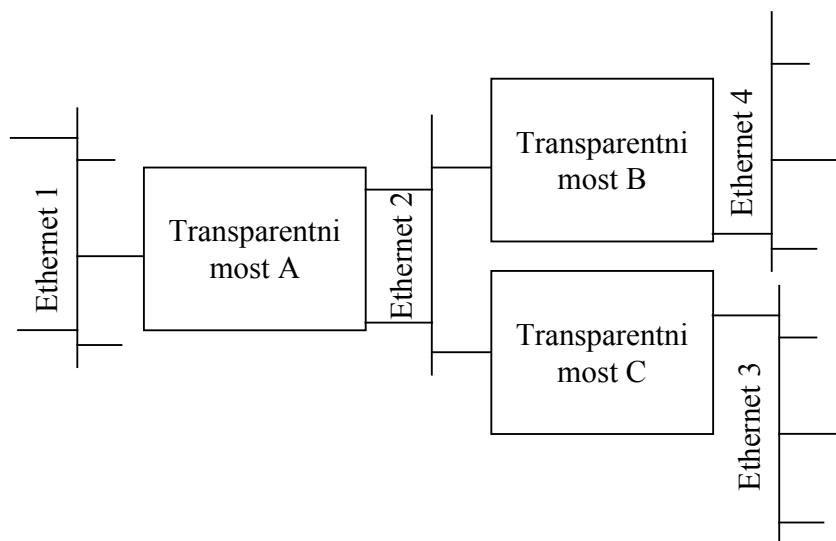 Ethernet 1
Transparentni
most A
Ethernet 2
Transparentni
most B
Ethernet 4
Transparentni
most C
Ethernet 3